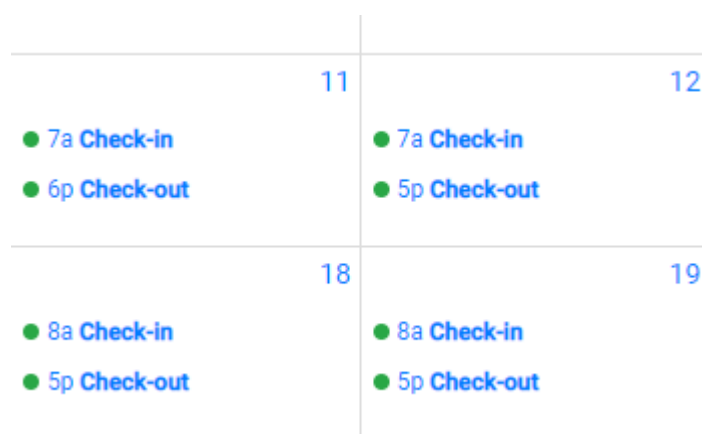 11
7a Check-in
6p Check-out
12
7a Check-in
5p Check-out
18
8a Check-in
5p Check-out
19
8a Check-in
5p Check-out